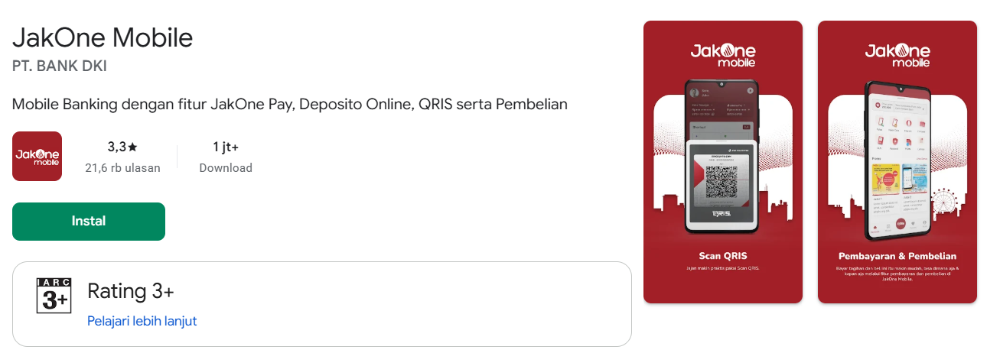 JakOne Mobile
PT. BANK DKI
Mobile Banking dengan fitur JakOne Pay, Deposito Online, QRIS serta Pembelian
JakOne
mobile
3,3★
21,6 rb ulasan
1 jt+
Download
Instal
IARC
3+
Rating 3+
Pelajari lebih lanjut
JakOne
mobile
QRIS
Scan QRIS
Jajan makin praktis pakai Scan QRIS.
JakOne
mobile
Pembayaran & Pembelian
Bayar tagihan dan beli ini itu makin mudah, bisa dimana aja &
kapan aja melalui fitur pembayaran dan pembelian di
JakOne Mobile.